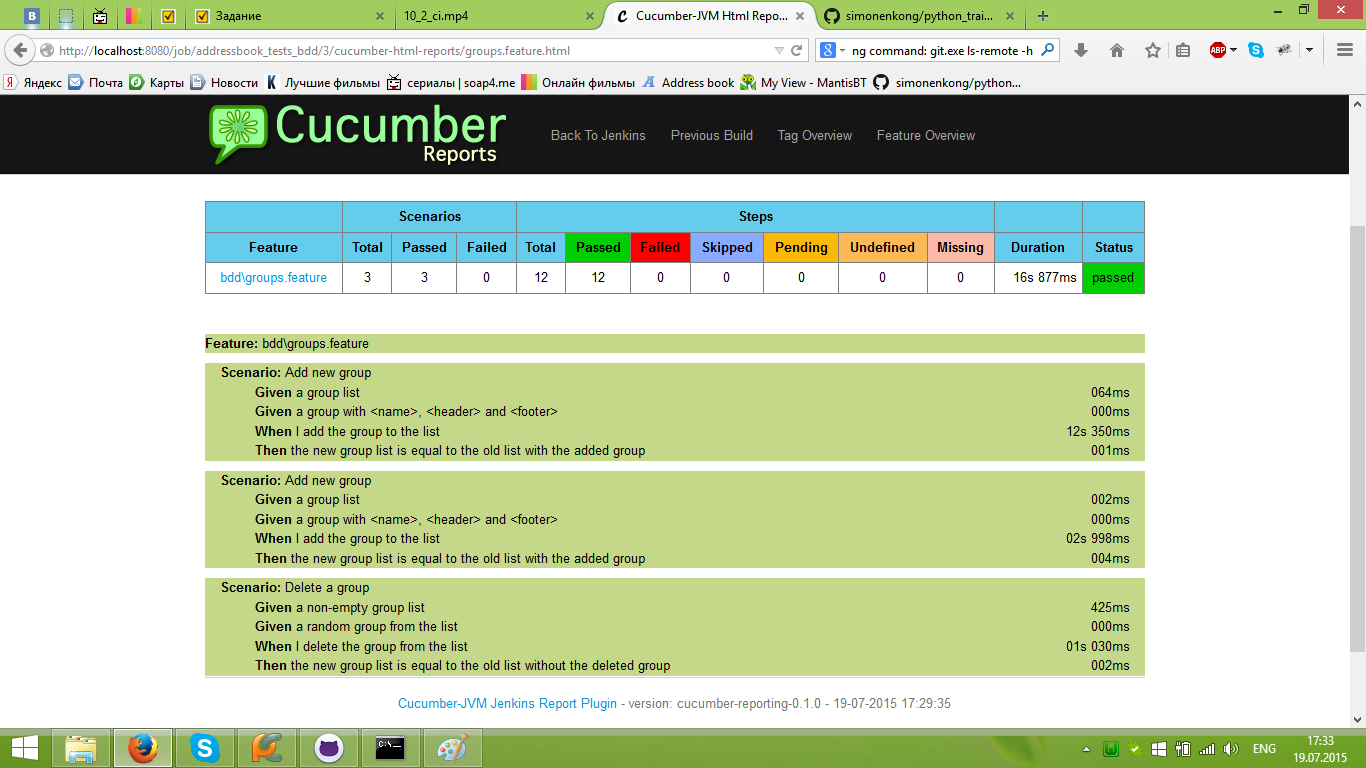 B Задание 10_2_ci.mp4 Cucumber-JVM Html Repo... simonenkong/python_trai...
http://localhost:8080/job/addressbook_tests_bdd/3/cucumber-html-reports/groups.feature.html ng command: git.exe ls-remote -h ABP
Яндекс Почта Карты Новости Лучшие фильмы сериалы | soap4.me Онлайн фильмы Address book My View - MantisBT simonenkong/python...
Cucumber Reports Back To Jenkins Previous Build Tag Overview Feature Overview
Scenarios Steps
Feature Total Passed Failed Total Passed Failed Skipped Pending Undefined Missing Duration Status
bdd\groups.feature 3 3 0 12 12 0 0 0 0 0 16s 877ms passed
Feature: bdd\groups.feature
Scenario: Add new group
Given a group list 064ms
Given a group with <name>, <header> and <footer> 000ms
When I add the group to the list 12s 350ms
Then the new group list is equal to the old list with the added group 001ms
Scenario: Add new group
Given a group list 002ms
Given a group with <name>, <header> and <footer> 000ms
When I add the group to the list 02s 998ms
Then the new group list is equal to the old list with the added group 004ms
Scenario: Delete a group
Given a non-empty group list 425ms
Given a random group from the list 000ms
When I delete the group from the list 01s 030ms
Then the new group list is equal to the old list without the deleted group 002ms
Cucumber-JVM Jenkins Report Plugin - version: cucumber-reporting-0.1.0 - 19-07-2015 17:29:35
ENG 17:33
19.07.2015